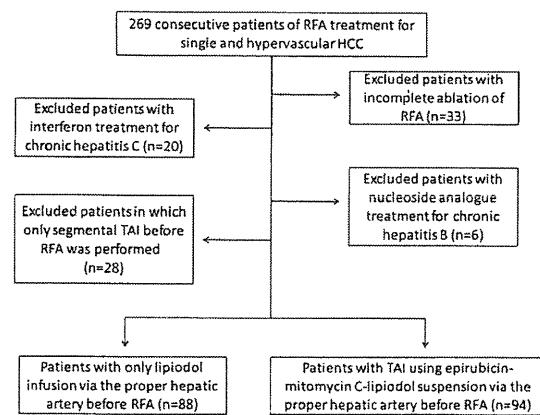 269 consecutive patients of RFA treatment for
single and hypervascular HCC
Excluded patients with
incomplete ablation of
RFA (n=33)
Excluded patients with
interferon treatment for
chronic hepatitis C (n=20)
Excluded patients with
nucleoside analogue
treatment for chronic
hepatitis B (n=6)
Excluded patients in which
only segmental TAI before
RFA was performed
(n=28)
Patients with only lipiodol
infusion via the proper hepatic
artery before RFA (n=88)
Patients with TAI using epirubicin-
mitomycin C-lipiodol suspension via the
proper hepatic artery before RFA (n=94)